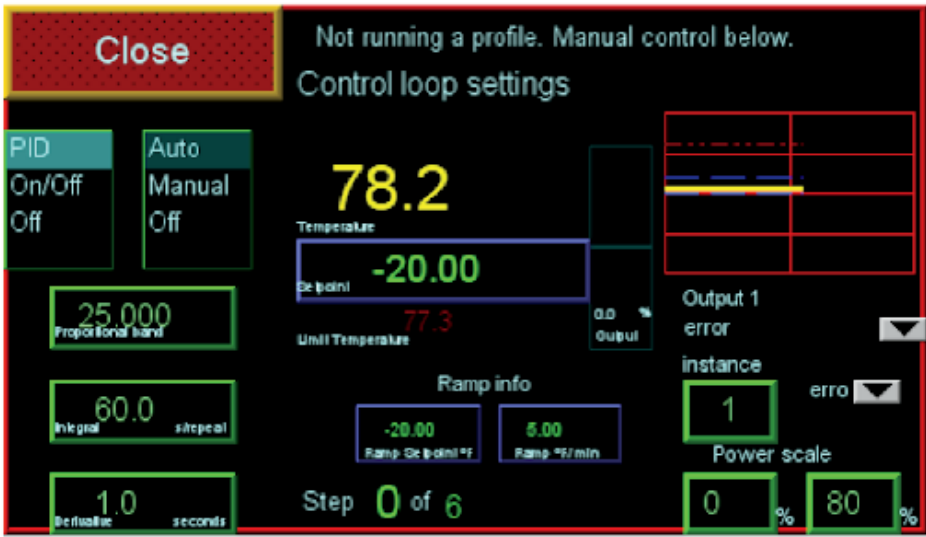 Close
Not running a profile. Manual control below.
Control loop settings
PID
On/Off
Off
Auto
Manual
Off
78.2
Temperature
-20.00
Setpoint
77.3
Limit Temperature
0.0 %
Output
25.000
Proportional band
60.0
Integral s/repeat
1.0
Derivative seconds
Ramp info
-20.00
Ramp Setpoint °F
5.00
Ramp °F/min
Step 0 of 6
Output 1
error
instance
1
erro
Power scale
0 %
80 %